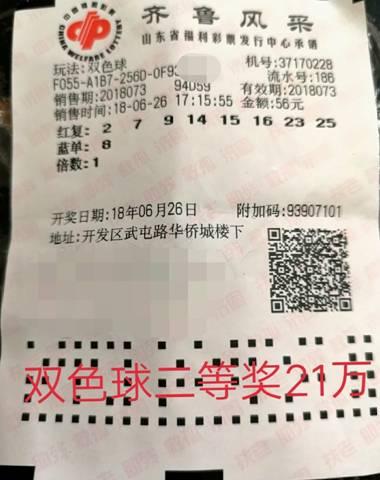 齐鲁风采
中国福利彩票
CHINA WELFARE LOTTERY
山东省福利彩票发行中心承销
玩法:双色球 机号:37170228
F055-A1B7-256D-0F9 94D59 流水号:186
销售期:2018073 有效期:2018073
销售时间:18-06-26 17:15:55 金额:56元
红复: 2 7 9 14 15 16 23 25
蓝单: 8
倍数:1
开奖日期:18年06月26日 附加码:93907101
地址:开发区武屯路华侨城楼下
双色球二等奖21万